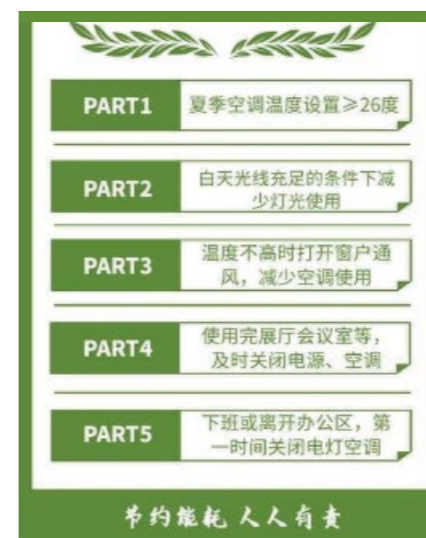 PART1
夏季空调温度设置≥26度
PART2
白天光线充足的条件下减
少灯光使用
PART3
温度不高时打开窗户通
风，减少空调使用
PART4
使用完展厅会议室等，
及时关闭电源、空调
PART5
下班或离开办公区，第
一时间关闭电灯空调
节约能耗 人人有责